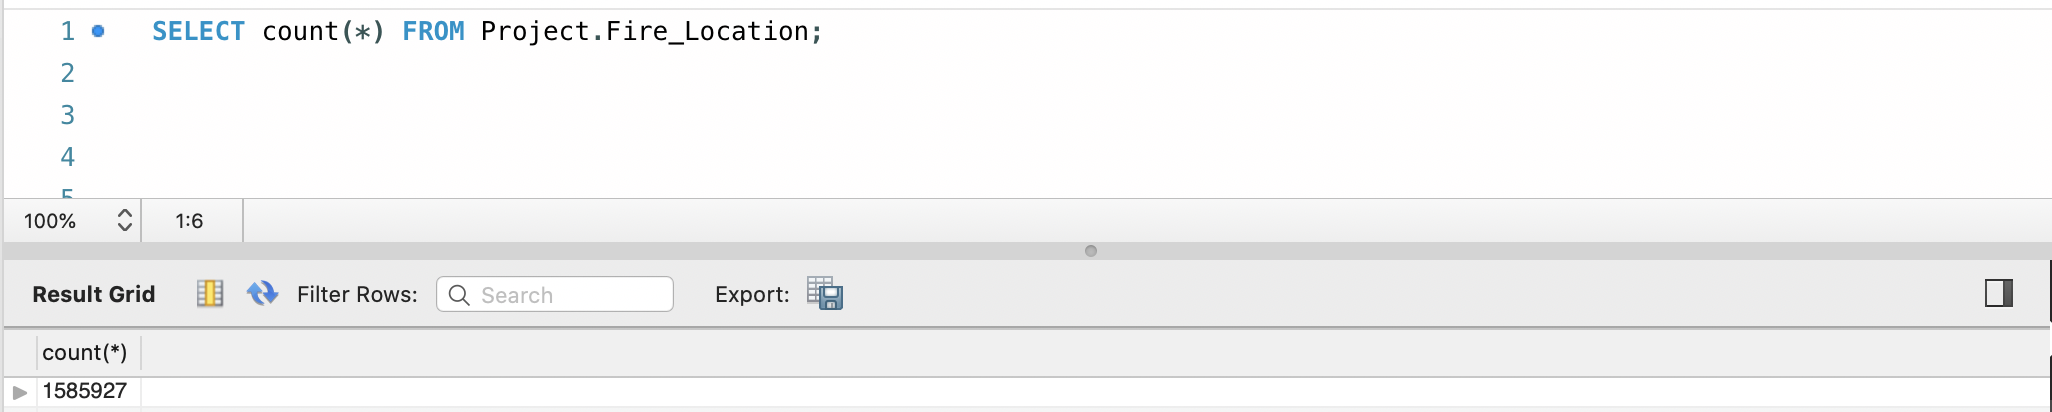 1 SELECT count(*) FROM Project.Fire_Location;
2
3
4
5
100% 1:6
Result Grid Filter Rows: Search Export:
count(*)
1585927